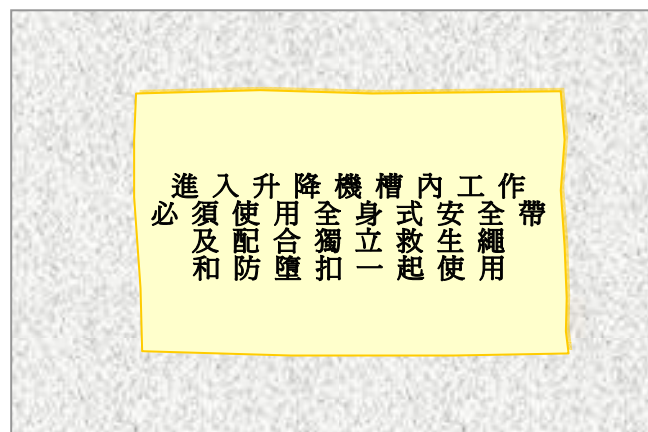 進入升降機槽內工作
必須使用全身式安全帶
及配合獨立救生繩
和防墮扣一起使用